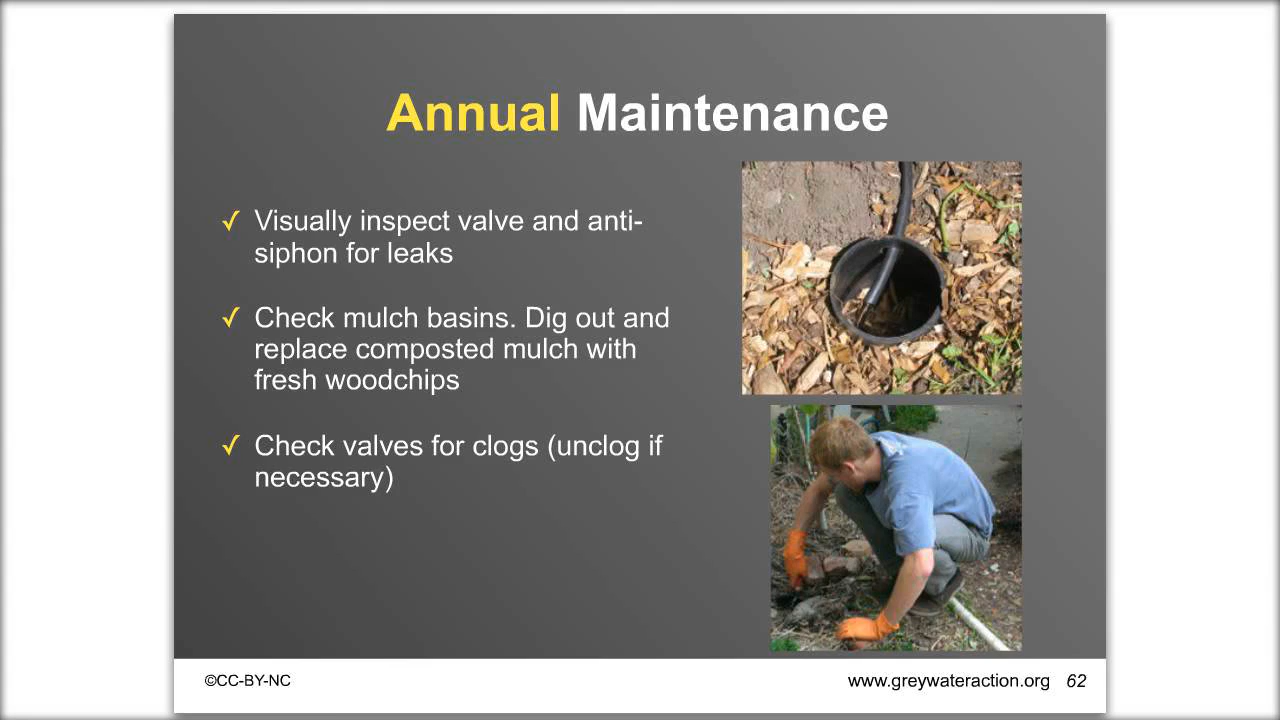 Annual Maintenance
✓ Visually inspect valve and anti-
siphon for leaks
✓ Check mulch basins. Dig out and
replace composted mulch with
fresh woodchips
✓ Check valves for clogs (unclog if
necessary)
©CC-BY-NC
www.greywateraction.org 62